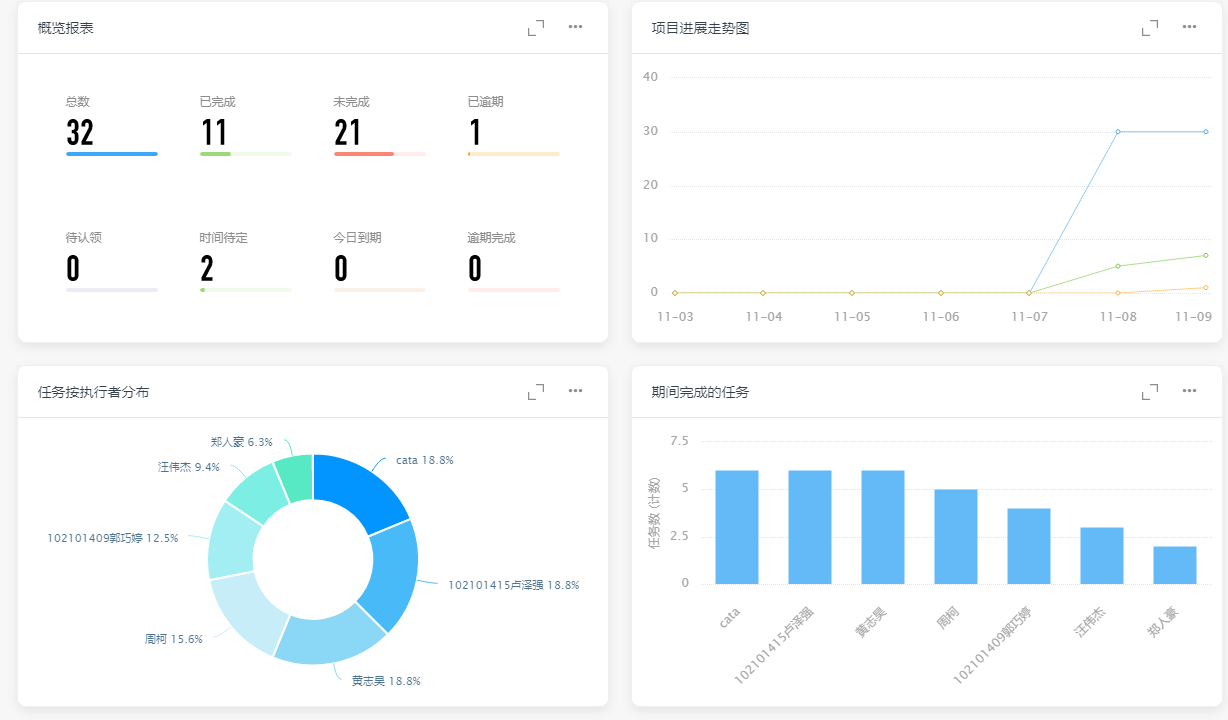 概览报表
总数
已完成
未完成
已逾期
32
11
21
1
待认领
时间待定
今日到期
逾期完成
0
2
0
0
项目进展走势图
40
30
20
10
0
11-03
11-04
11-05
11-06
11-07
11-08
11-09
任务按执行者分布
郑人豪 6.3%
cata 18.8%
汪伟杰 9.4%
102101409郭巧婷 12.5%
102101415卢泽强 18.8%
周柯 15.6%
黄志昊 18.8%
期间完成的任务
任务数 (计数)
7.5
5
2.5
0
cata
102101415卢泽强
黄志昊
周柯
102101409郭巧婷
汪伟杰
郑人豪